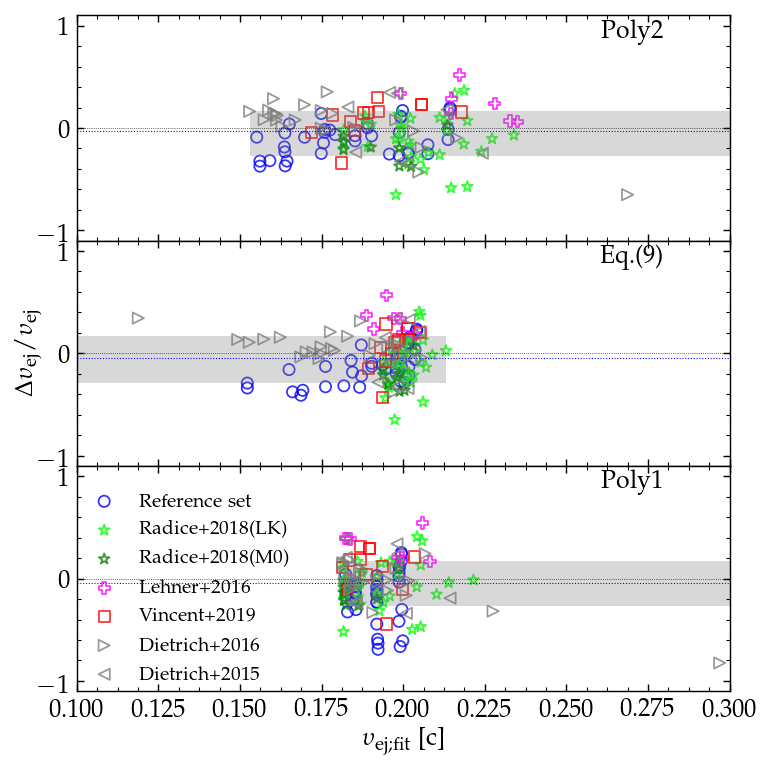 1
Poly2
0
−1
1
Eq.(9)
0
Δv_ej / v_ej
−1
1
Poly1
Reference set
Radice+2018(LK)
Radice+2018(M0)
0
Lehner+2016
Vincent+2019
Dietrich+2016
Dietrich+2015
−1
0.100 0.125 0.150 0.175 0.200 0.225 0.250 0.275 0.300
v_ej;fit [c]